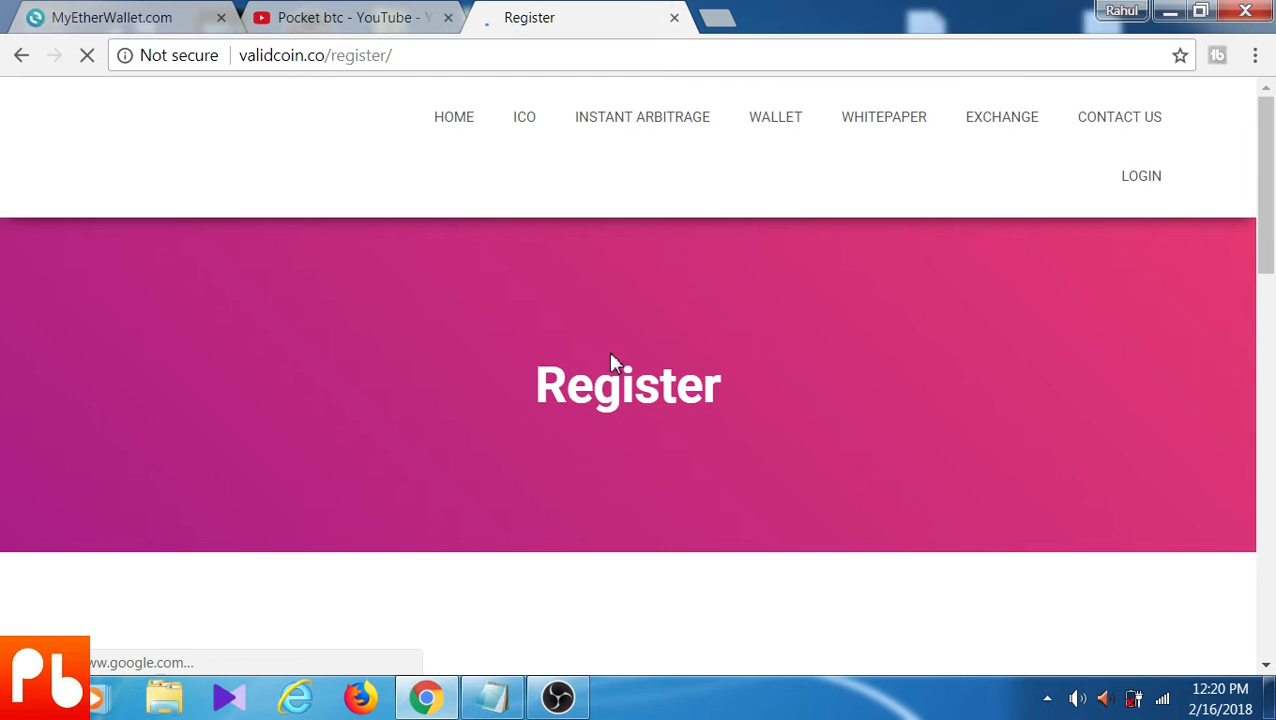 MyEtherWallet.com
Pocket btc - YouTube - Y
Register
Rahul
Not secure
validcoin.co/register/
HOME
ICO
INSTANT ARBITRAGE
WALLET
WHITEPAPER
EXCHANGE
CONTACT US
LOGIN
Register
ww.google.com...
Pb
12:20 PM
2/16/2018